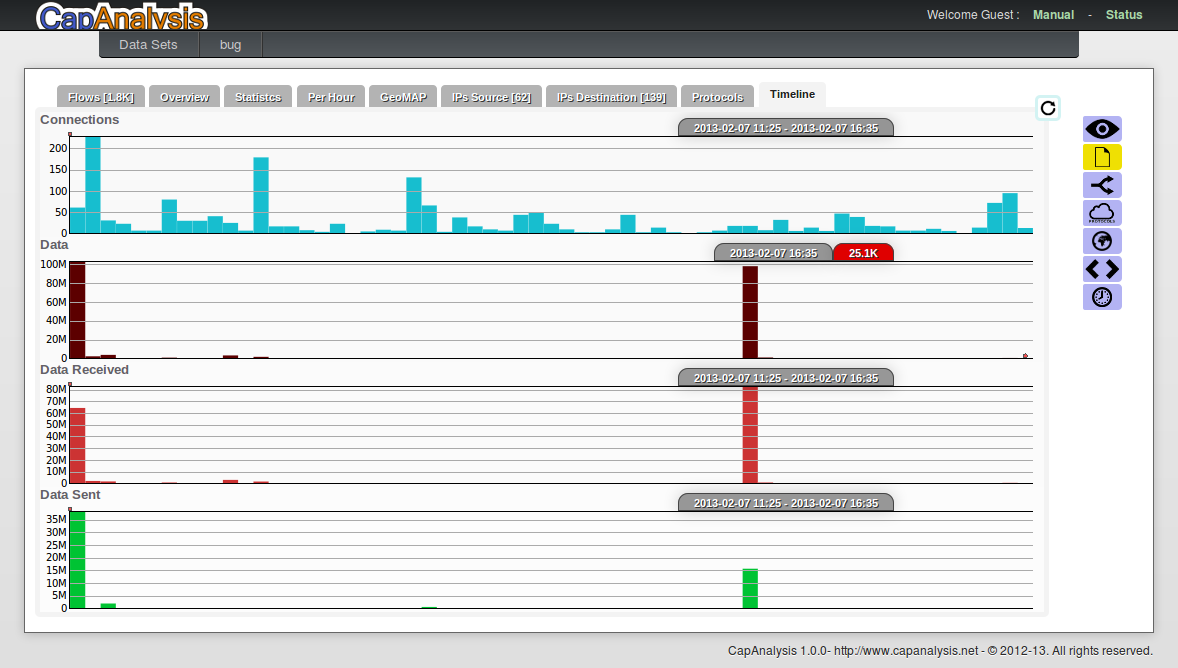 CapAnalysis
Welcome Guest : Manual - Status
Data Sets bug
Flows [1.8K] Overview Statistcs Per Hour GeoMAP IPs Source [62] IPs Destination [139] Protocols Timeline
Connections
2013-02-07 11:25 - 2013-02-07 16:35
200
150
100
50
0
Data
2013-02-07 16:35 25.1K
100M
80M
60M
40M
20M
0
Data Received
2013-02-07 11:25 - 2013-02-07 16:35
80M
70M
60M
50M
40M
30M
20M
10M
0
Data Sent
2013-02-07 11:25 - 2013-02-07 16:35
35M
30M
25M
20M
15M
10M
5M
0
PROTOCOLS
CapAnalysis 1.0.0- http://www.capanalysis.net - © 2012-13. All rights reserved.